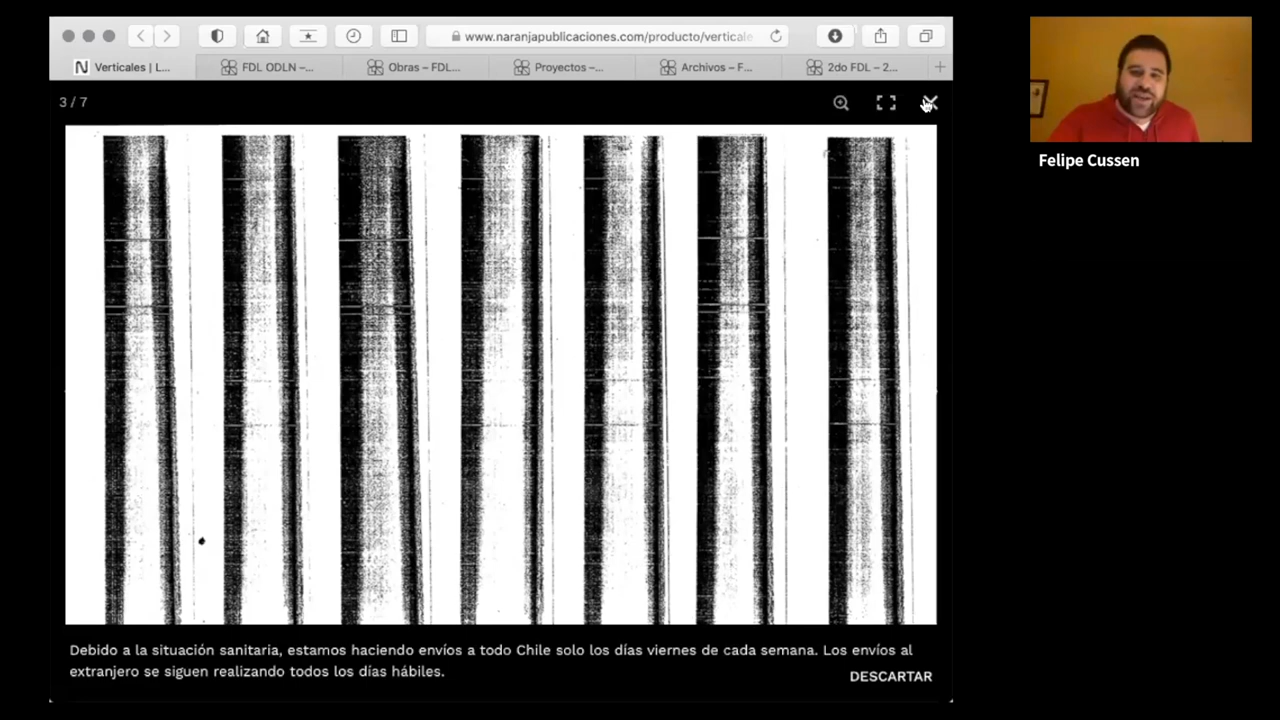 www.naranjapublicaciones.com/producto/verticale
Verticales | L...
FDL ODLN –...
Obras – FDL...
Proyectos –...
Archivos – F...
2do FDL – 2...
3 / 7
Felipe Cussen
Debido a la situación sanitaria, estamos haciendo envíos a todo Chile solo los días viernes de cada semana. Los envíos al
extranjero se siguen realizando todos los días hábiles.
DESCARTAR